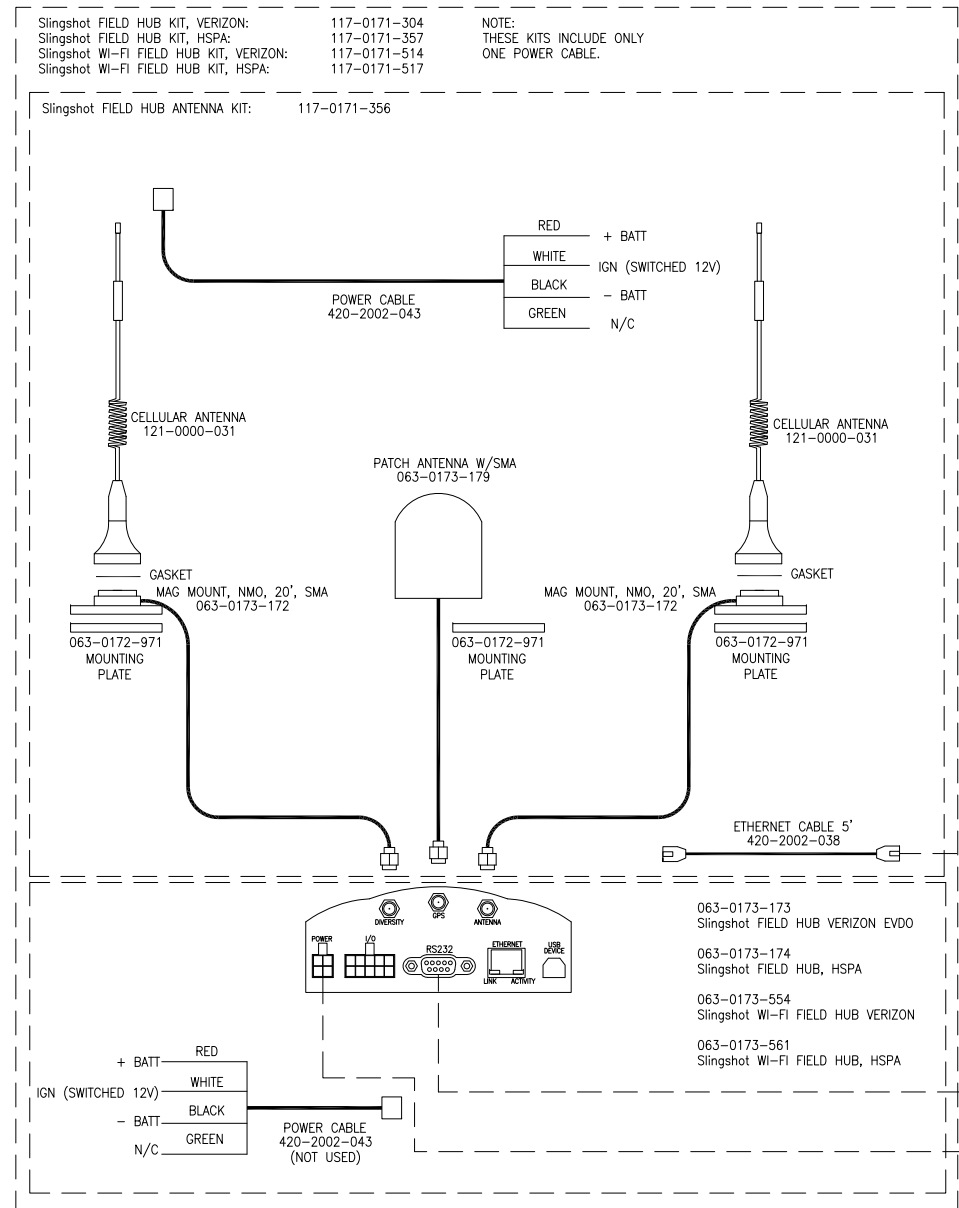 Slingshot FIELD HUB KIT, VERIZON: 117-0171-304
Slingshot FIELD HUB KIT, HSPA: 117-0171-357
Slingshot WI-FI FIELD HUB KIT, VERIZON: 117-0171-514
Slingshot WI-FI FIELD HUB KIT, HSPA: 117-0171-517
NOTE:
THESE KITS INCLUDE ONLY
ONE POWER CABLE.
Slingshot FIELD HUB ANTENNA KIT: 117-0171-356
RED
+ BATT
WHITE
IGN (SWITCHED 12V)
BLACK
- BATT
GREEN
N/C
POWER CABLE
420-2002-043
CELLULAR ANTENNA
121-0000-031
CELLULAR ANTENNA
121-0000-031
PATCH ANTENNA W/SMA
063-0173-179
GASKET
MAG MOUNT, NMO, 20', SMA
063-0173-172
GASKET
MAG MOUNT, NMO, 20', SMA
063-0173-172
063-0172-971
MOUNTING
PLATE
063-0172-971
MOUNTING
PLATE
063-0172-971
MOUNTING
PLATE
ETHERNET CABLE 5'
420-2002-038
DIVERSITY
GPS
ANTENNA
POWER
I/O
RS232
ETHERNET
LINK ACTIVITY
USB
DEVICE
063-0173-173
Slingshot FIELD HUB VERIZON EVDO
063-0173-174
Slingshot FIELD HUB, HSPA
063-0173-554
Slingshot WI-FI FIELD HUB VERIZON
063-0173-561
Slingshot WI-FI FIELD HUB, HSPA
+ BATT
RED
IGN (SWITCHED 12V)
WHITE
- BATT
BLACK
N/C
GREEN
POWER CABLE
420-2002-043
(NOT USED)